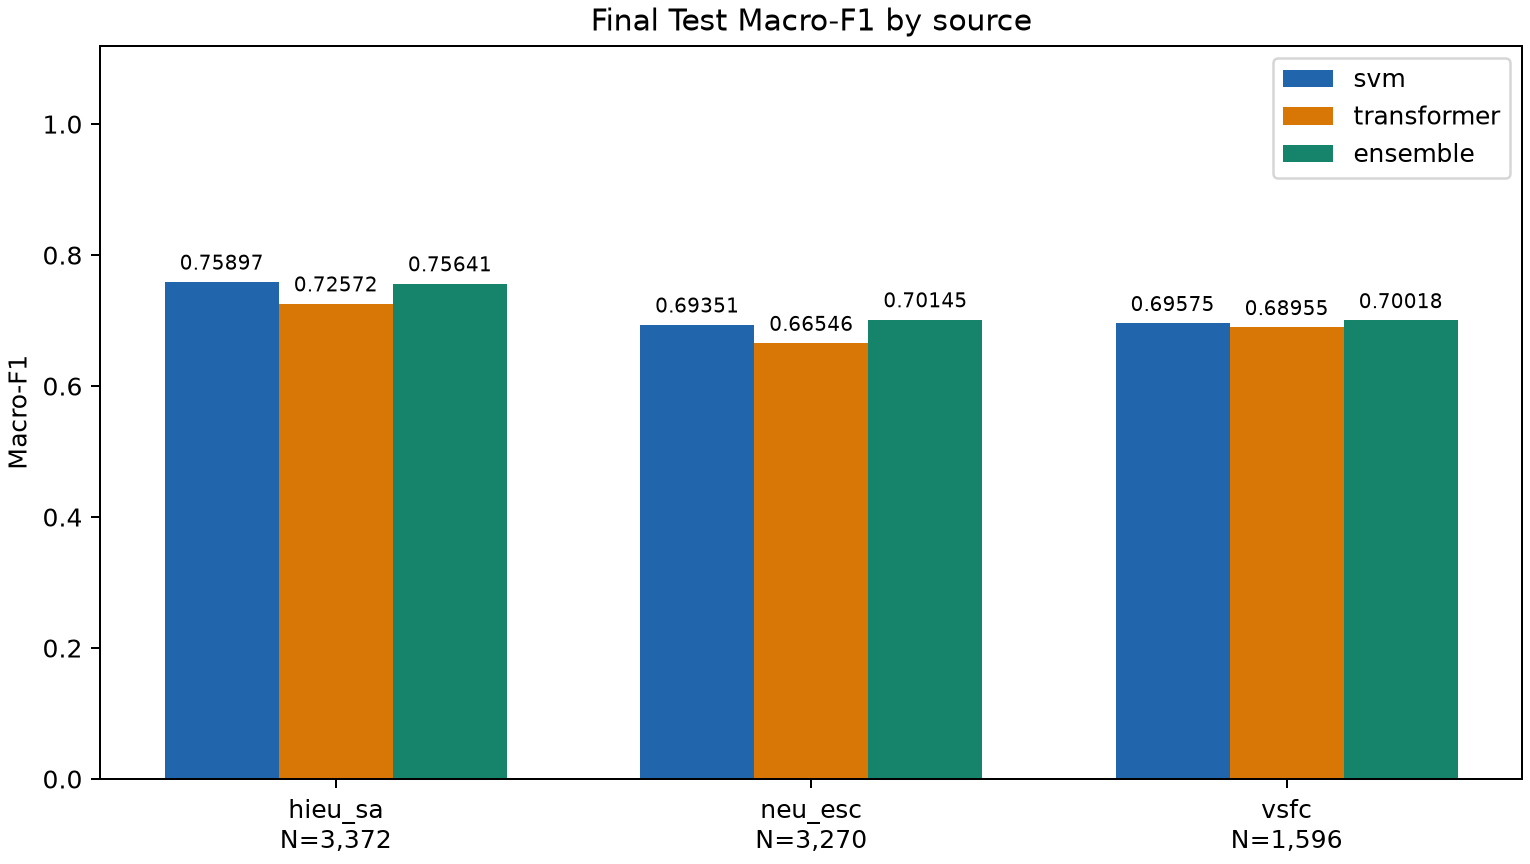 Final Test Macro-F1 by source
svm
transformer
ensemble
Macro-F1
1.0
0.8
0.6
0.4
0.2
0.0
0.75897
0.72572
0.75641
0.69351
0.66546
0.70145
0.69575
0.68955
0.70018
hieu_sa
N=3,372
neu_esc
N=3,270
vsfc
N=1,596